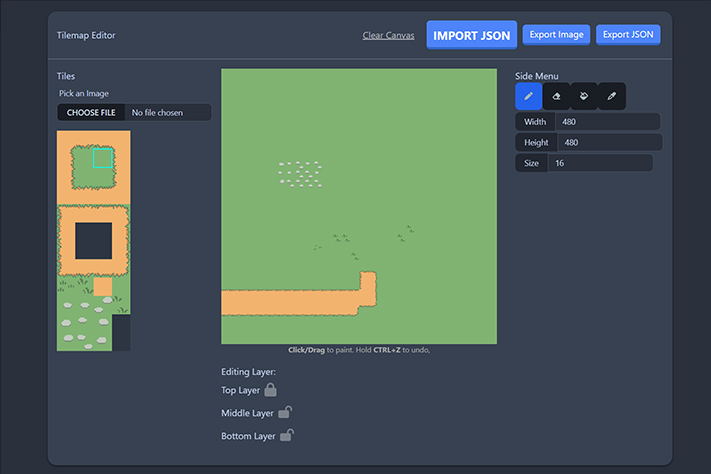 Tilemap Editor
Clear Canvas
IMPORT JSON
Export Image
Export JSON
Tiles
Pick an Image
CHOOSE FILE No file chosen
Side Menu
Width 480
Height 480
Size 16
Click/Drag to paint. Hold CTRL+Z to undo,
Editing Layer:
Top Layer
Middle Layer
Bottom Layer